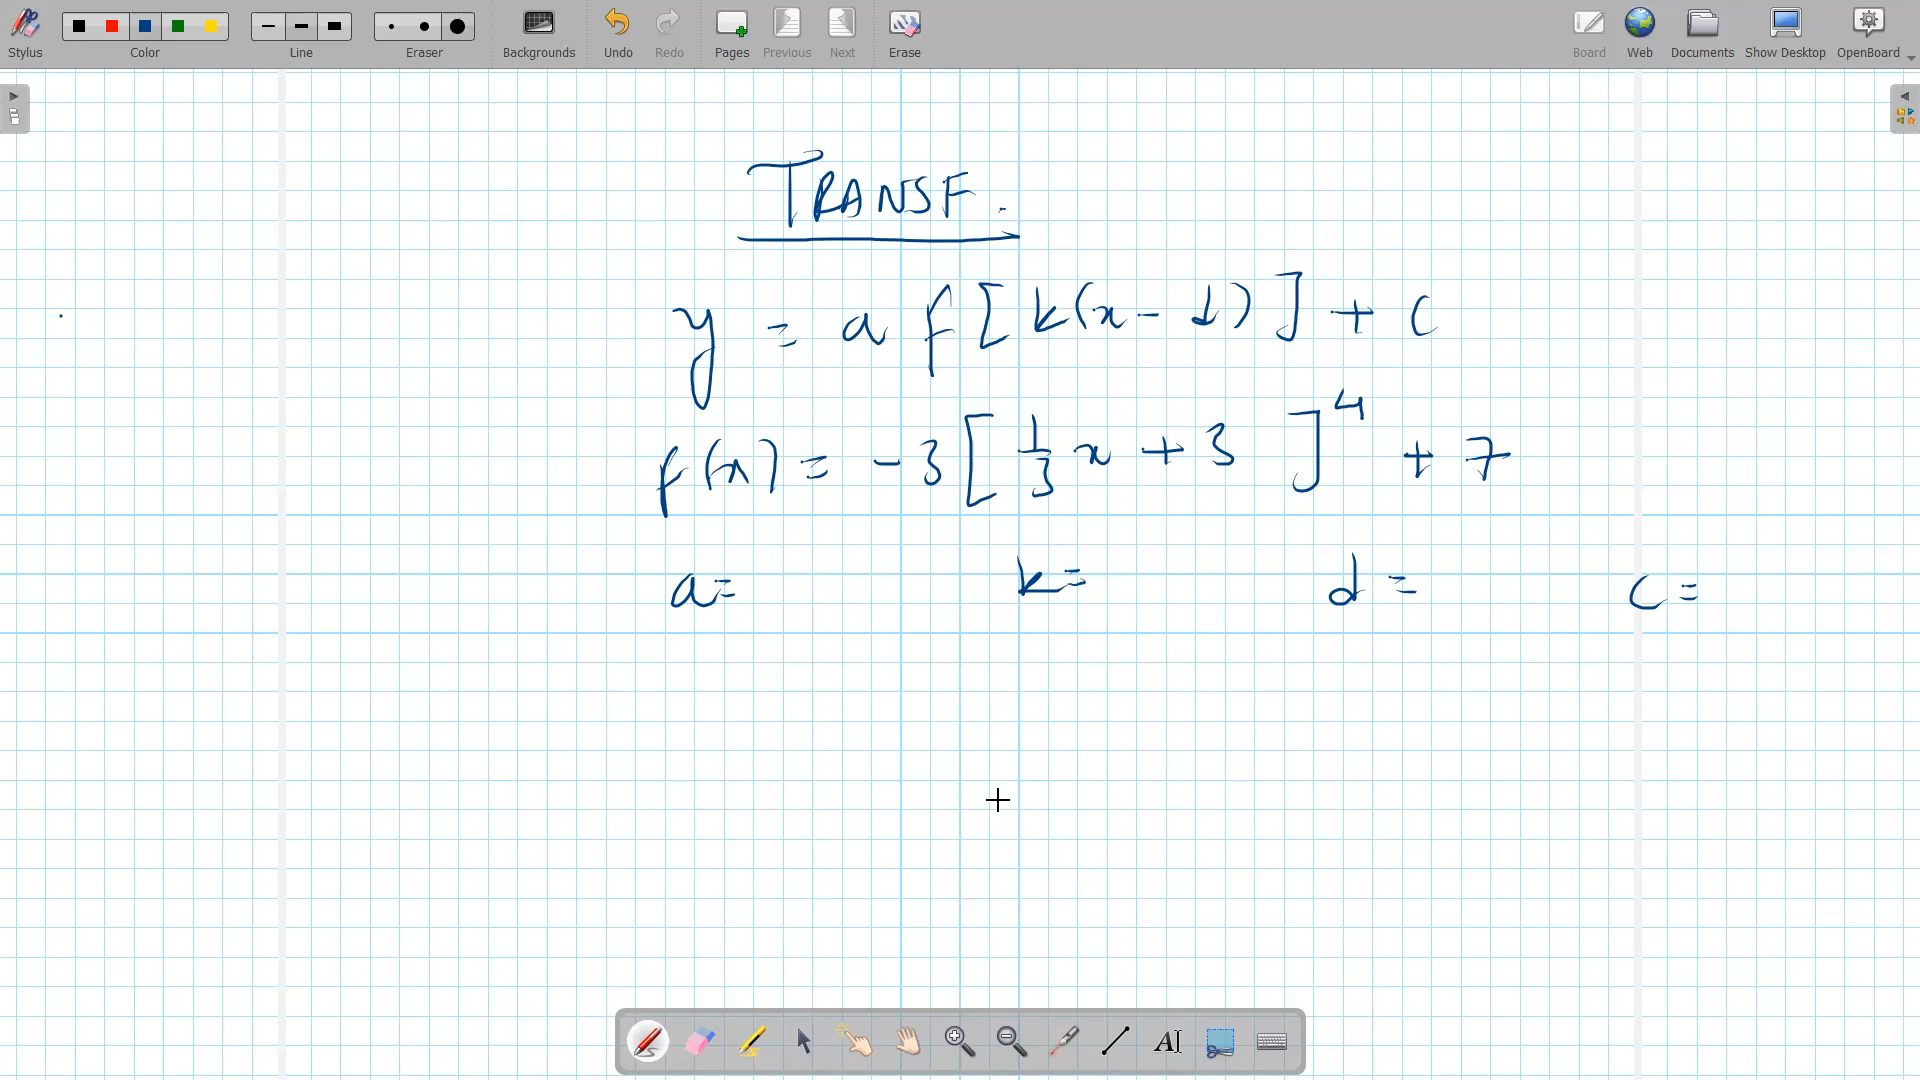 Stylus Color Line Eraser Backgrounds Undo Redo Pages Previous Next Erase Board Web Documents Show Desktop OpenBoard
TRANSF.
y = a f [ k(x - d) ] + c
f(x) = -3 [ 1/3 x + 3 ]^4 + 7
a= k= d= c=